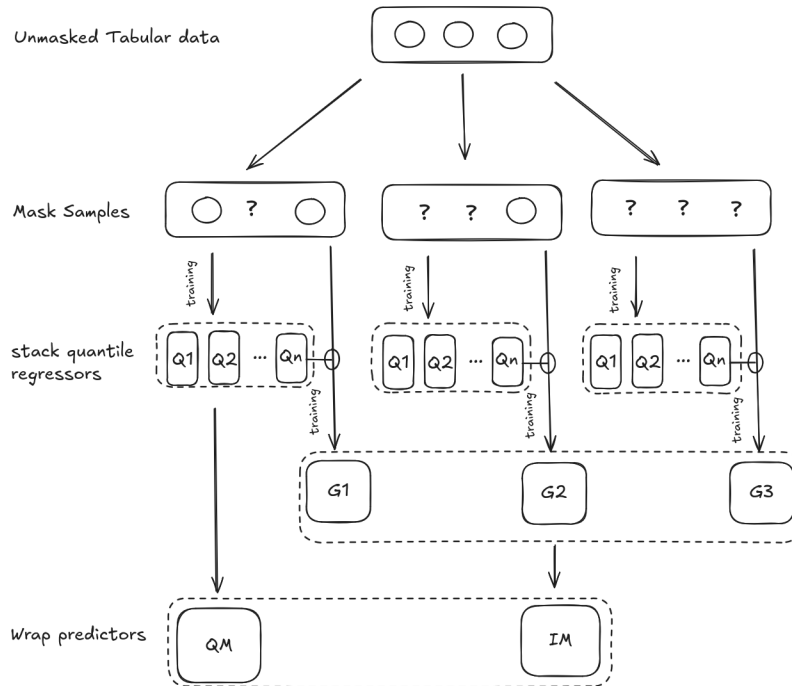 Unmasked Tabular data
Mask Samples
?
? ?
? ? ?
training
training
training
stack quantile
regressors
Q1 Q2 ... Qn
Q1 Q2 ... Qn
Q1 Q2 ... Qn
training
training
training
G1
G2
G3
Wrap predictors
QM
IM